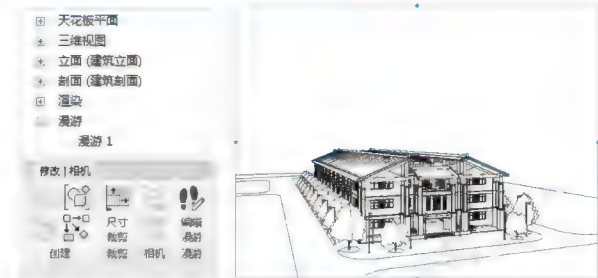 天花板平面
三维视图
立面 (建筑立面)
剖面 (建筑剖面)
渲染
漫游
漫游 1
修改 | 相机
尺寸 编辑
裁剪 漫游
创建 裁剪 相机 漫游